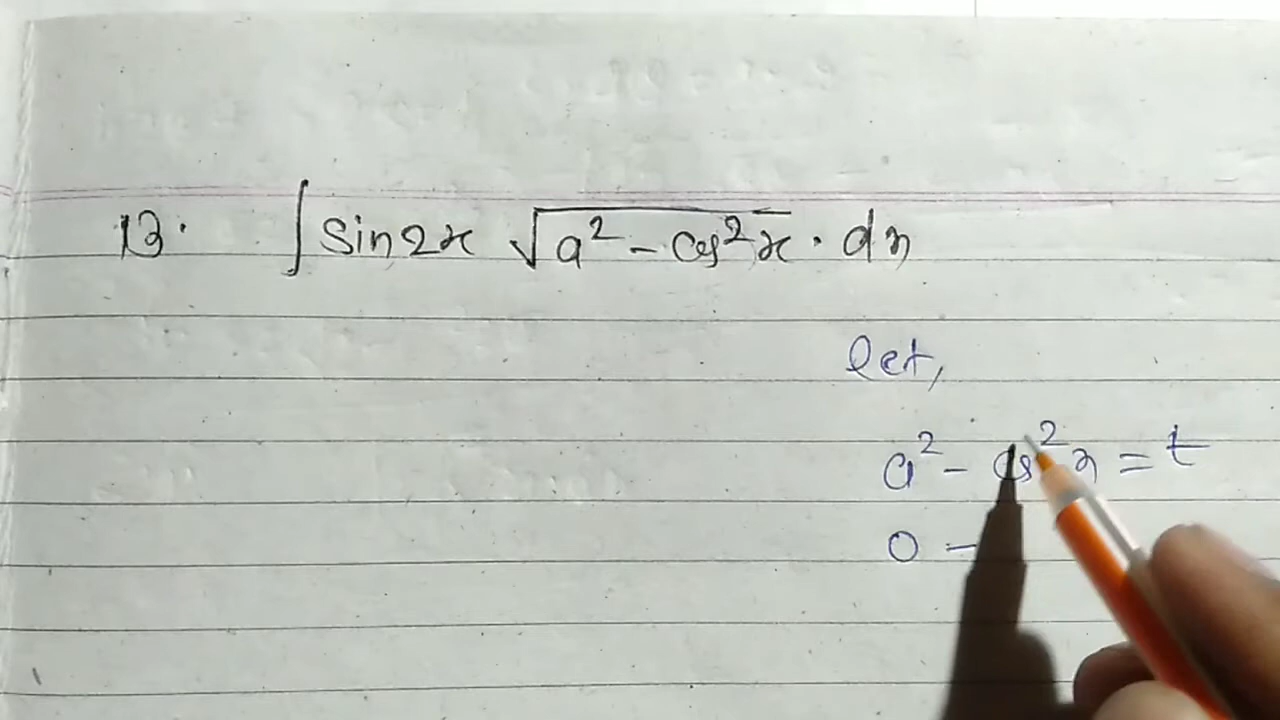 13. ∫ Sin2x √(a² - cos²x) . dx
let,
a² - cos²x = t
0 -